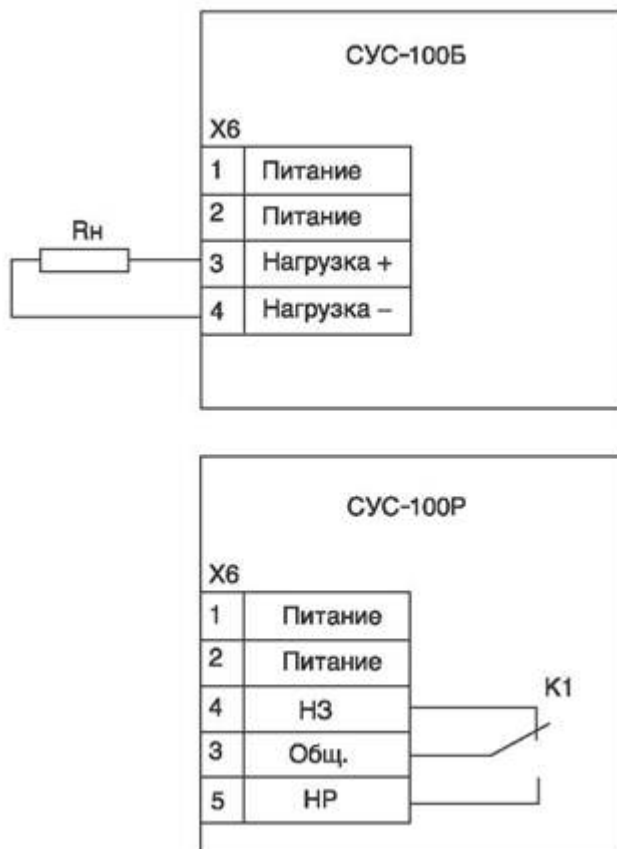 СУС-100Б
X6
1 Питание
2 Питание
Rн
3 Нагрузка +
4 Нагрузка –
СУС-100Р
X6
1 Питание
2 Питание
K1
4 НЗ
3 Общ.
5 НР